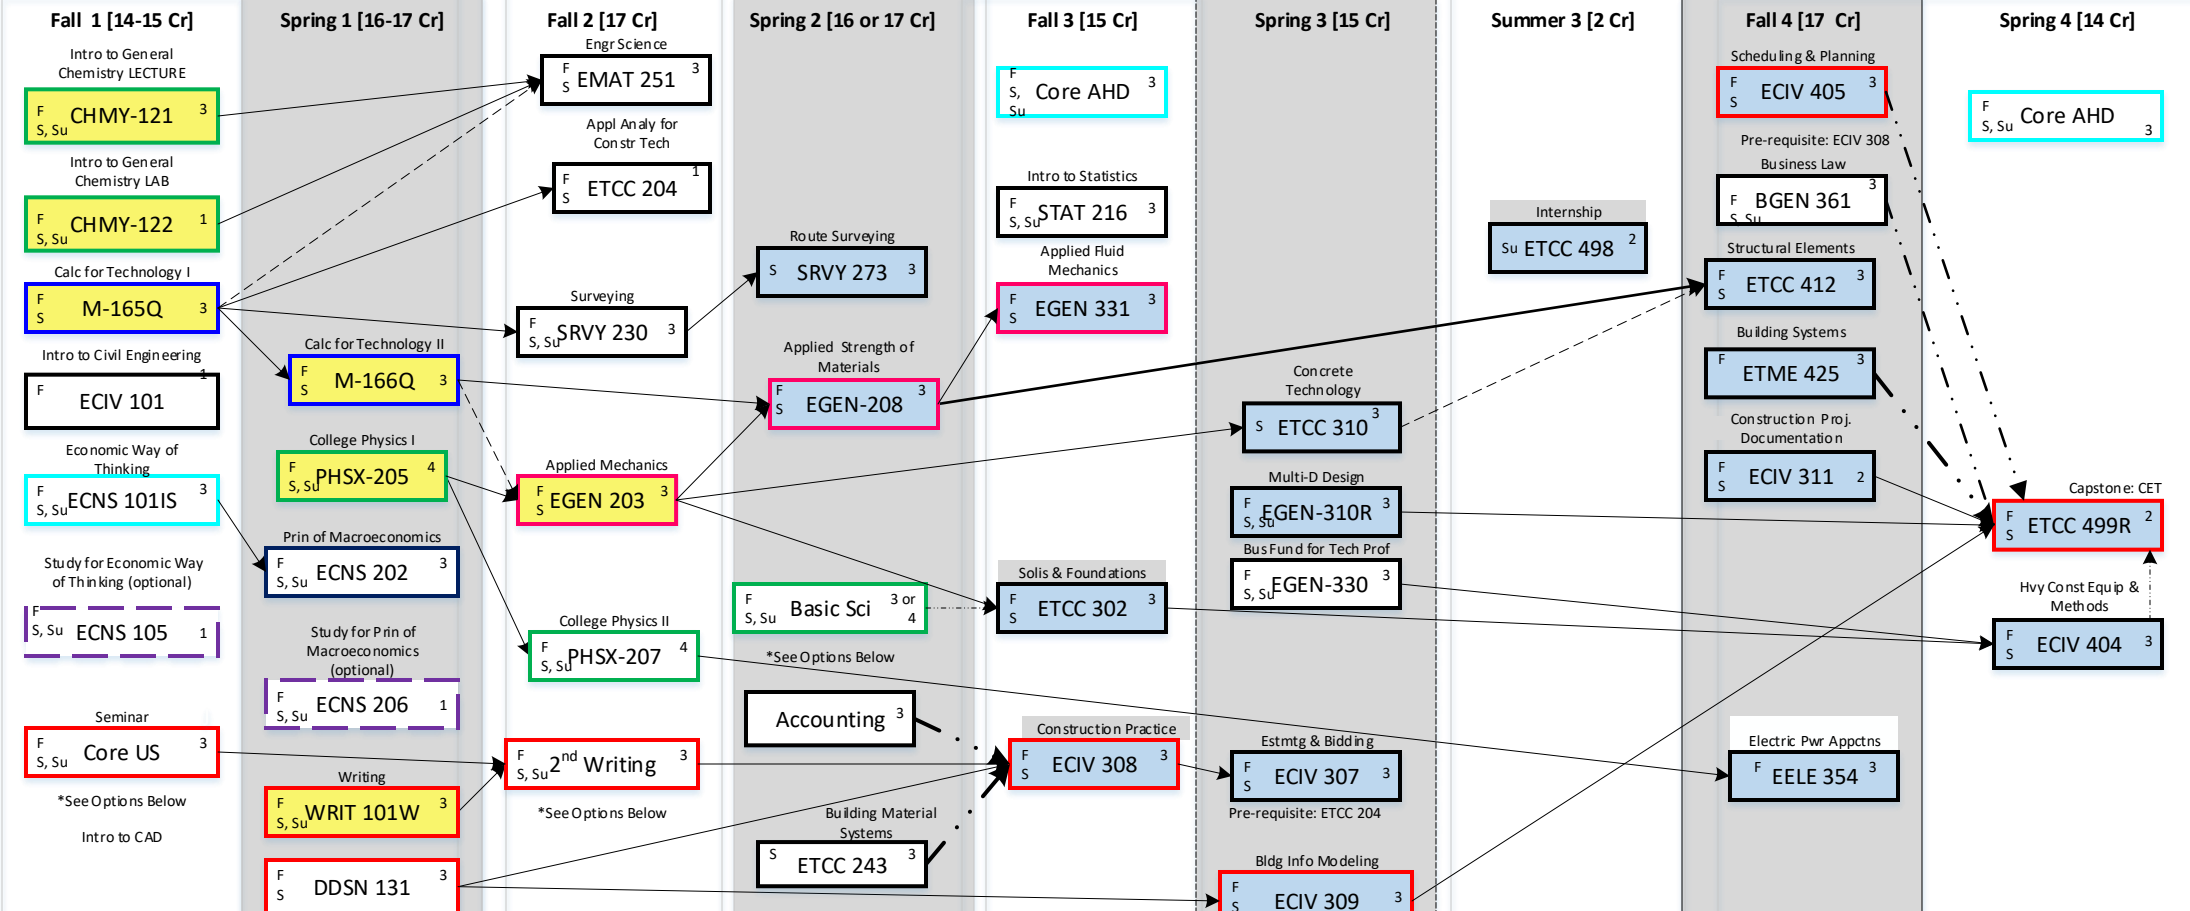 Fall 1 [14-15 Cr]
Intro to General
Chemistry LECTURE
F
S, Su
CHMY-121
3
Intro to General
Chemistry LAB
F
S, Su
CHMY-122
1
Calc for Technology I
F
S
M-165Q
3
Intro to Civil Engineering
1
F
ECIV 101
Economic Way of
Thinking
F
S, Su
ECNS 101IS
3
Study for Economic Way
of Thinking (optional)
F
S, Su
ECNS 105
1
Seminar
F
S, Su
Core US
3
*See Options Below
Intro to CAD
Spring 1 [16-17 Cr]
Calc for Technology II
F
S
M-166Q
3
College Physics I
F
S, Su
PHSX-205
4
Prin of Macroeconomics
F
S, Su
ECNS 202
3
Study for Prin of
Macroeconomics
(optional)
F
S, Su
ECNS 206
1
Writing
F
S, Su
WRIT 101W
3
F
S
DDSN 131
3
Fall 2 [17 Cr]
Engr Science
F
S
EMAT 251
3
Appl Analy for
Constr Tech
F
S
ETCC 204
1
Surveying
F
S, Su
SRVY 230
3
Applied Mechanics
F
S
EGEN 203
3
College Physics II
F
S, Su
PHSX-207
4
F
S, Su
2nd Writing
3
*See Options Below
Spring 2 [16 or 17 Cr]
Route Surveying
S
SRVY 273
3
Applied Strength of
Materials
F
S
EGEN-208
3
F
S, Su
Basic Sci
3 or
4
*See Options Below
Accounting
3
Building Material
Systems
S
ETCC 243
3
Fall 3 [15 Cr]
F
S,
Su
Core AHD
3
Intro to Statistics
F
S, Su
STAT 216
3
Applied Fluid
Mechanics
F
S
EGEN 331
3
Solis & Foundations
F
S
ETCC 302
3
Construction Practice
F
S
ECIV 308
3
Spring 3 [15 Cr]
Concrete
Technology
S
ETCC 310
3
Multi-D Design
F
S, Su
EGEN-310R
3
Bus Fund for Tech Prof
F
S, Su
EGEN-330
3
Estmtg & Bidding
F
S
ECIV 307
3
Pre-requisite: ETCC 204
Bldg Info Modeling
F
S
ECIV 309
3
Summer 3 [2 Cr]
Internship
Su
ETCC 498
2
Fall 4 [17 Cr]
Scheduling & Planning
F
S
ECIV 405
3
Pre-requisite: ECIV 308
Business Law
F
S, Su
BGEN 361
3
Structural Elements
F
S
ETCC 412
3
Building Systems
F
ETME 425
3
Construction Proj.
Documentation
F
S
ECIV 311
2
Electric Pwr Appctns
F
EELE 354
3
Spring 4 [14 Cr]
F
S, Su
Core AHD
3
Capstone: CET
F
S
ETCC 499R
2
Hvy Const Equip &
Methods
F
S
ECIV 404
3